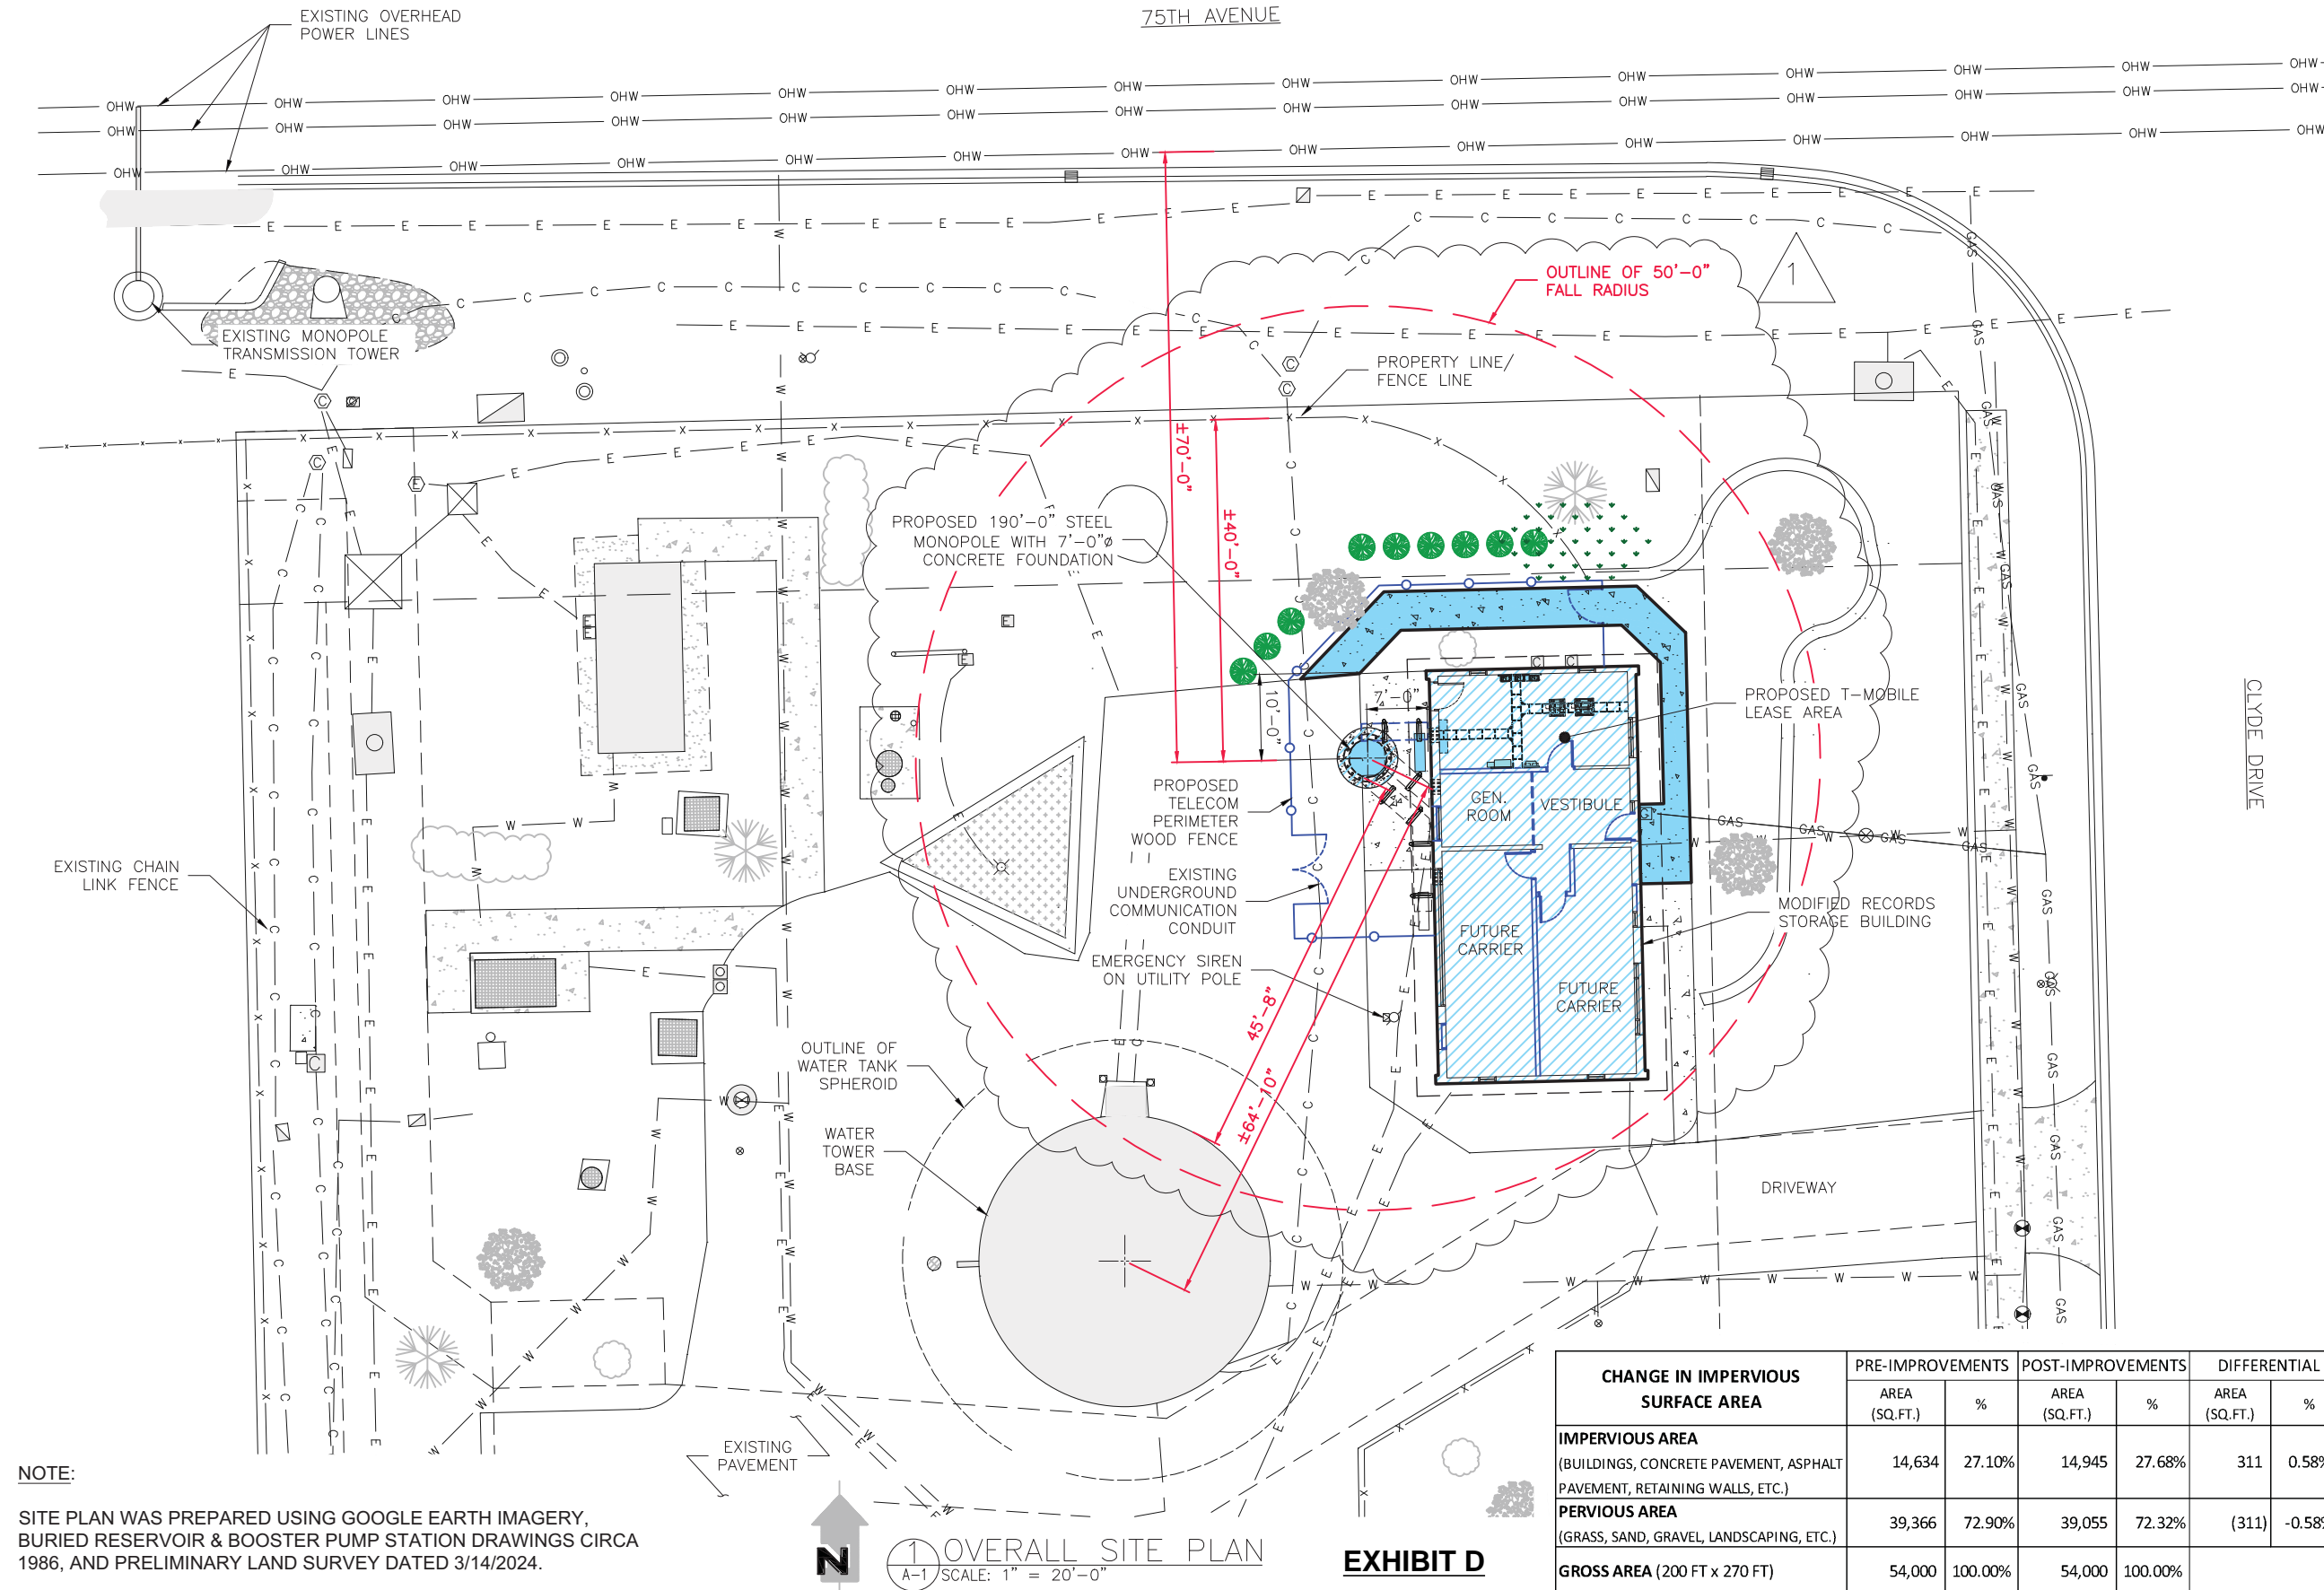 EXISTING OVERHEAD
POWER LINES
75TH AVENUE
OUTLINE OF 50'-0"
FALL RADIUS
1
EXISTING MONOPOLE
TRANSMISSION TOWER
PROPERTY LINE/
FENCE LINE
±70'-0"
±40'-0"
PROPOSED 190'-0" STEEL
MONOPOLE WITH 7'-0"ø
CONCRETE FOUNDATION
10'-0"
7'-0"
PROPOSED T-MOBILE
LEASE AREA
CLYDE DRIVE
PROPOSED
TELECOM
PERIMETER
WOOD FENCE
GEN.
ROOM
VESTIBULE
EXISTING CHAIN
LINK FENCE
EXISTING
UNDERGROUND
COMMUNICATION
CONDUIT
MODIFIED RECORDS
STORAGE BUILDING
FUTURE
CARRIER
EMERGENCY SIREN
ON UTILITY POLE
FUTURE
CARRIER
45'-8"
±64'-10"
OUTLINE OF
WATER TANK
SPHEROID
WATER
TOWER
BASE
DRIVEWAY
EXISTING
PAVEMENT
NOTE:
SITE PLAN WAS PREPARED USING GOOGLE EARTH IMAGERY,
BURIED RESERVOIR & BOOSTER PUMP STATION DRAWINGS CIRCA
1986, AND PRELIMINARY LAND SURVEY DATED 3/14/2024.
N
1
A-1
OVERALL SITE PLAN
SCALE: 1" = 20'-0"
EXHIBIT D
CHANGE IN IMPERVIOUS
SURFACE AREA
PRE-IMPROVEMENTS POST-IMPROVEMENTS DIFFERENTIAL
AREA (SQ.FT.) % AREA (SQ.FT.) % AREA (SQ.FT.) %
IMPERVIOUS AREA
(BUILDINGS, CONCRETE PAVEMENT, ASPHALT
PAVEMENT, RETAINING WALLS, ETC.)
14,634 27.10% 14,945 27.68% 311 0.58%
PERVIOUS AREA
(GRASS, SAND, GRAVEL, LANDSCAPING, ETC.)
39,366 72.90% 39,055 72.32% (311) -0.58%
GROSS AREA (200 FT x 270 FT) 54,000 100.00% 54,000 100.00%